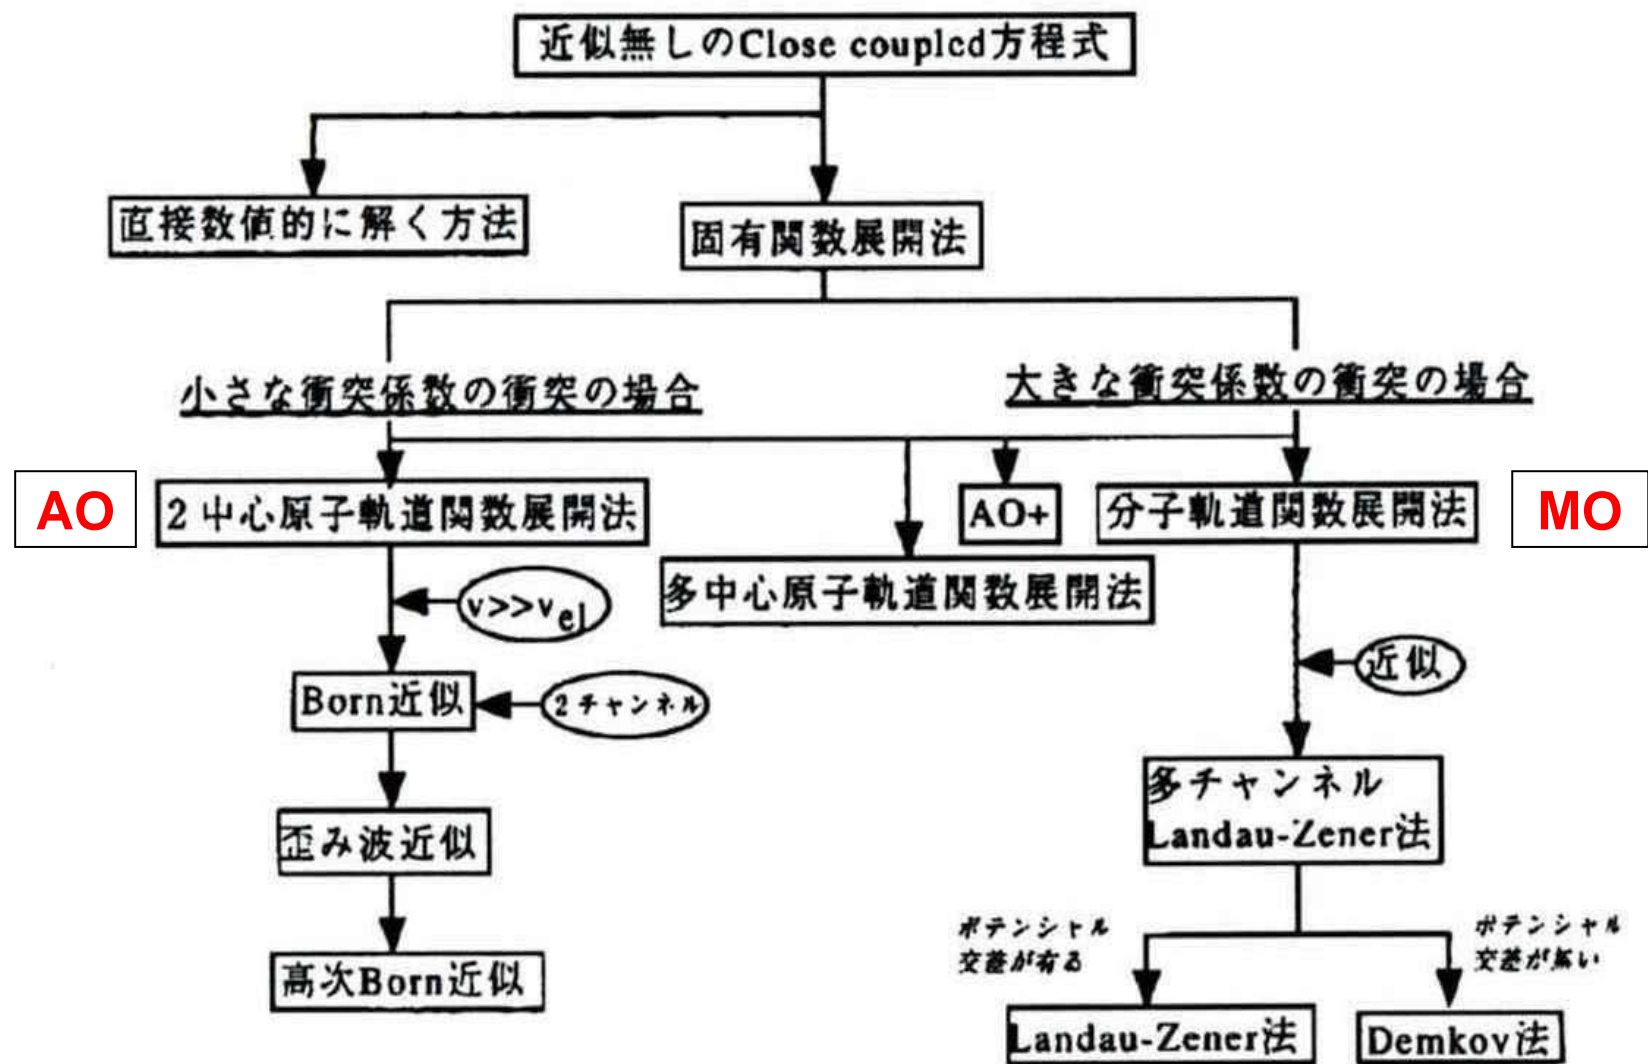 近似無しのClose coupled方程式
直接数値的に解く方法
固有関数展開法
小さな衝突係数の衝突の場合
大きな衝突係数の衝突の場合
AO
2中心原子軌道関数展開法
AO+
分子軌道関数展開法
MO
多中心原子軌道関数展開法
v>>vel
近似
Born近似
2チャンネル
多チャンネル
Landau-Zener法
歪み波近似
ポテンシャル
交差が有る
ポテンシャル
交差が無い
高次Born近似
Landau-Zener法
Demkov法